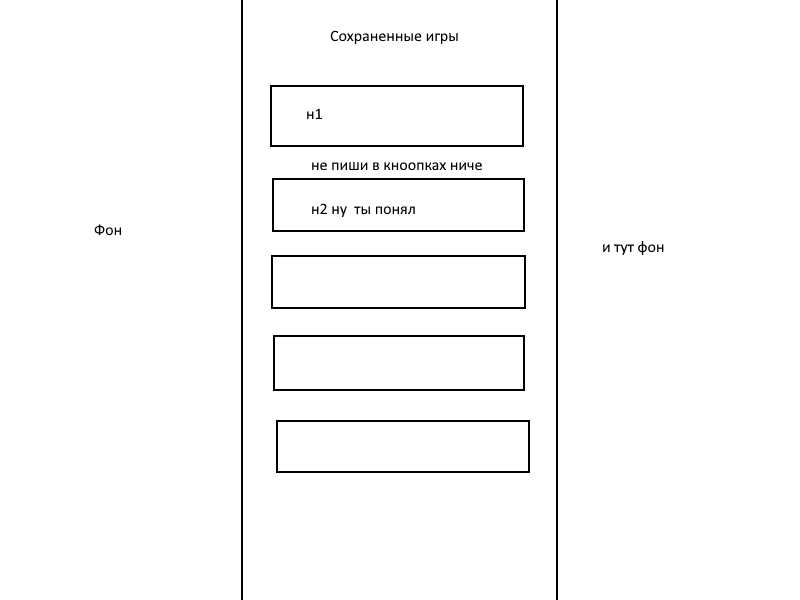 Сохраненные игры
н1
не пиши в кноопках ниче
н2 ну  ты понял
Фон
и тут фон